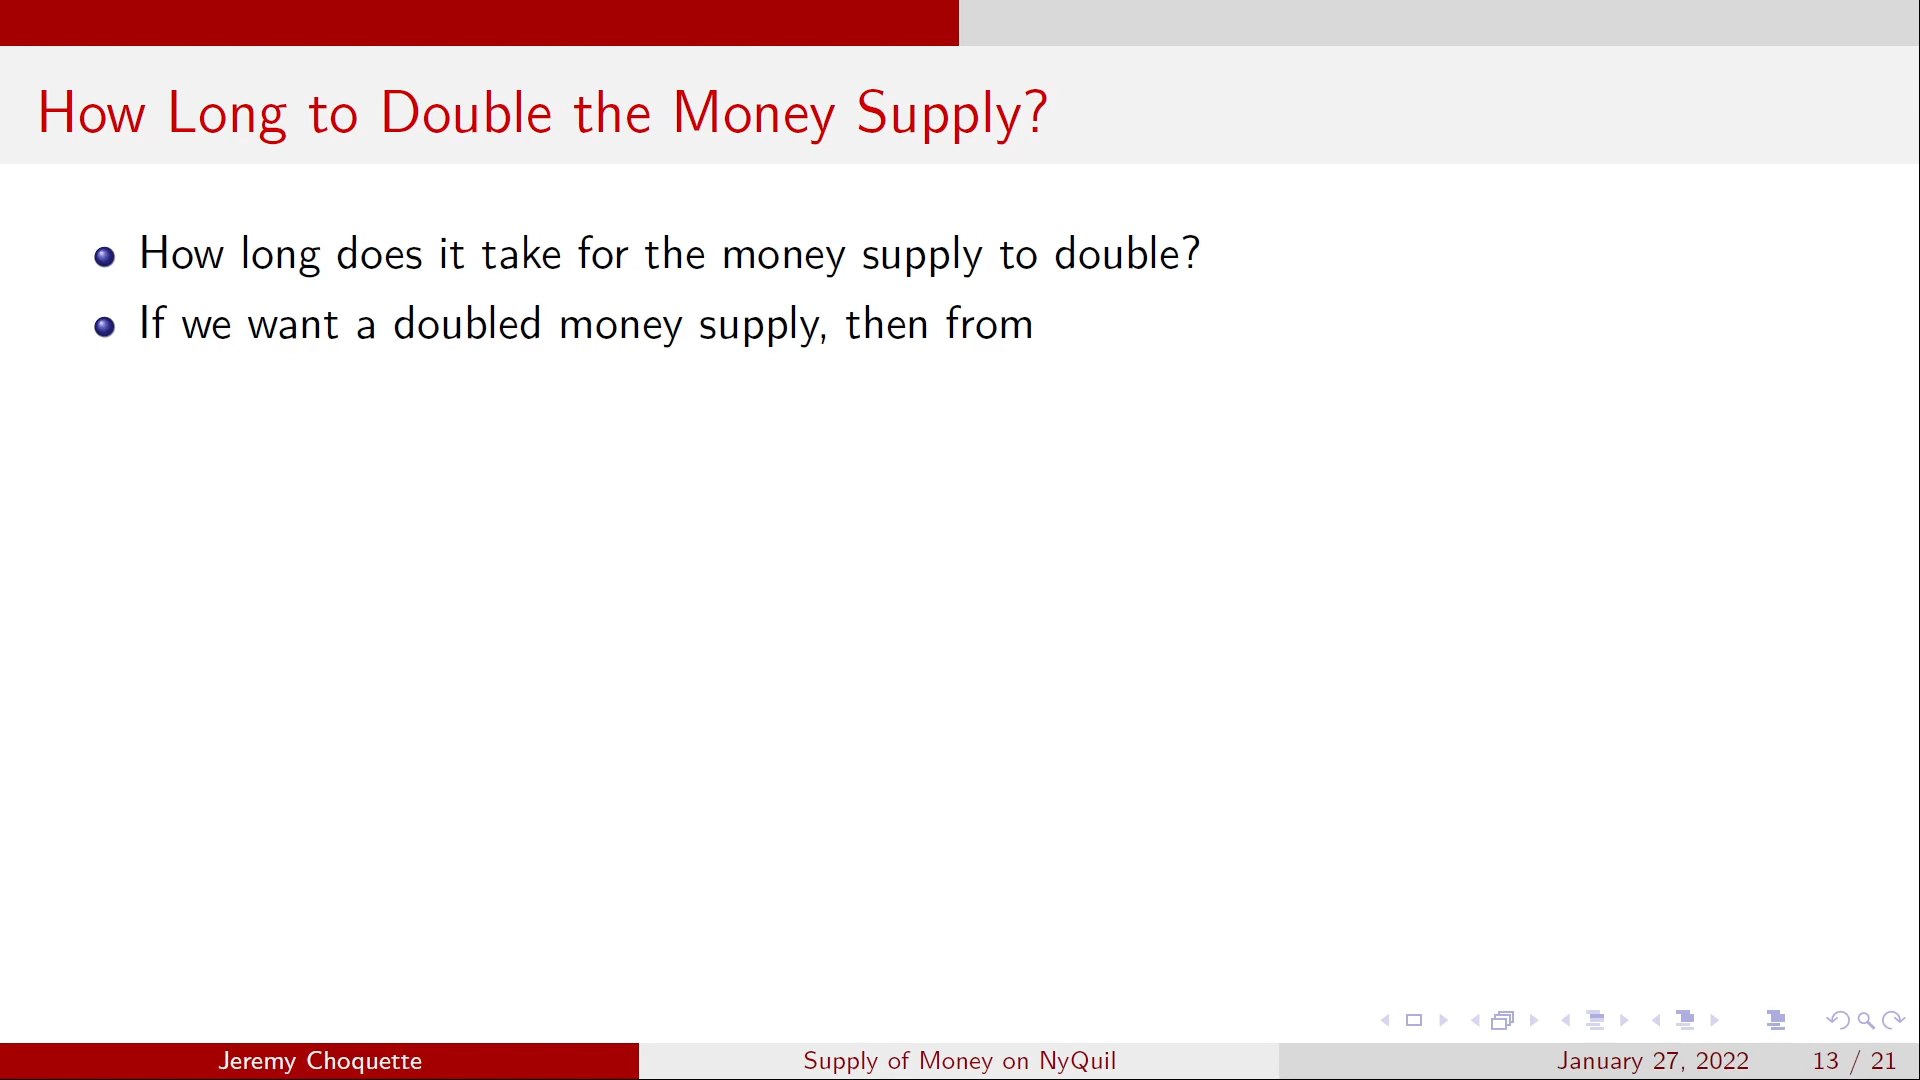 How Long to Double the Money Supply?
How long does it take for the money supply to double?
If we want a doubled money supply, then from
Jeremy Choquette
Supply of Money on NyQuil
January 27, 2022
13 / 21